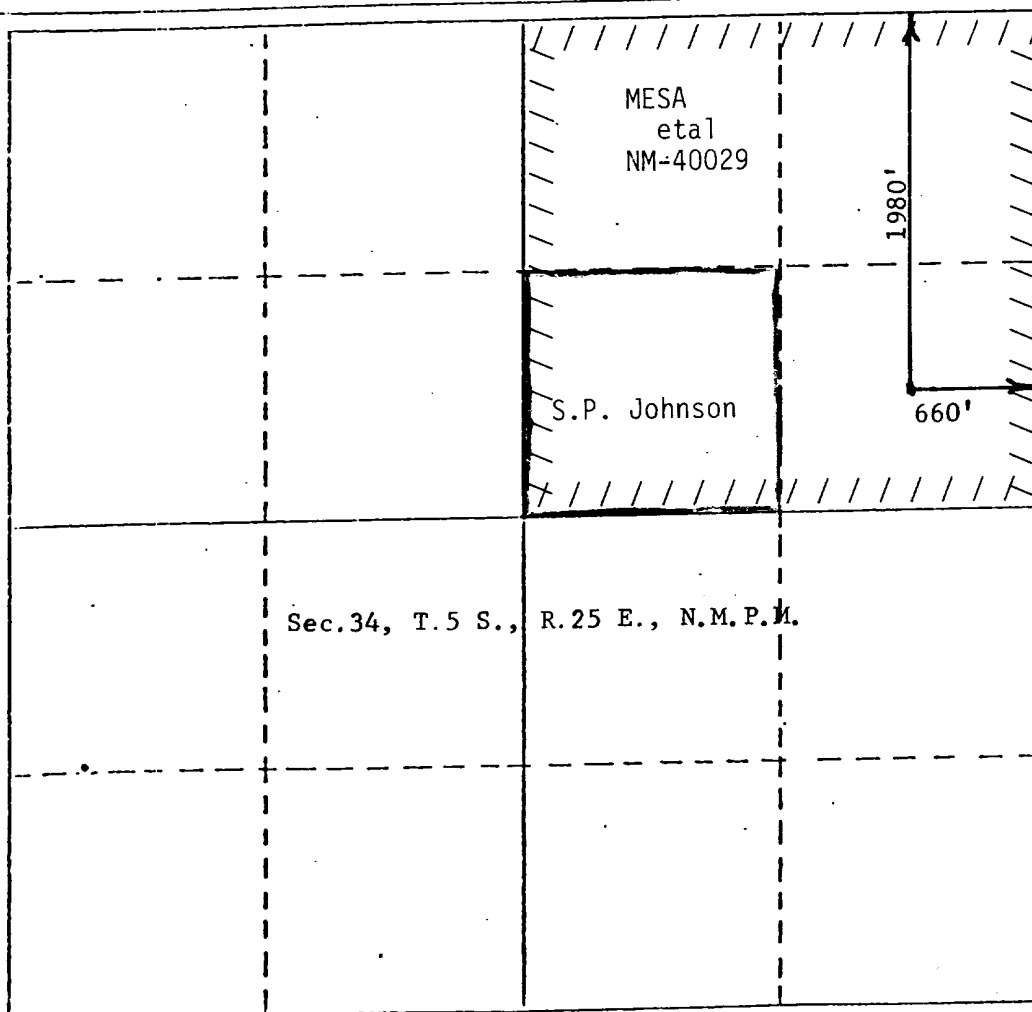 MESA
etal
NM-40029
1980'
660'
S.P. Johnson
Sec.34, T.5 S., R.25 E., N.M.P.M.